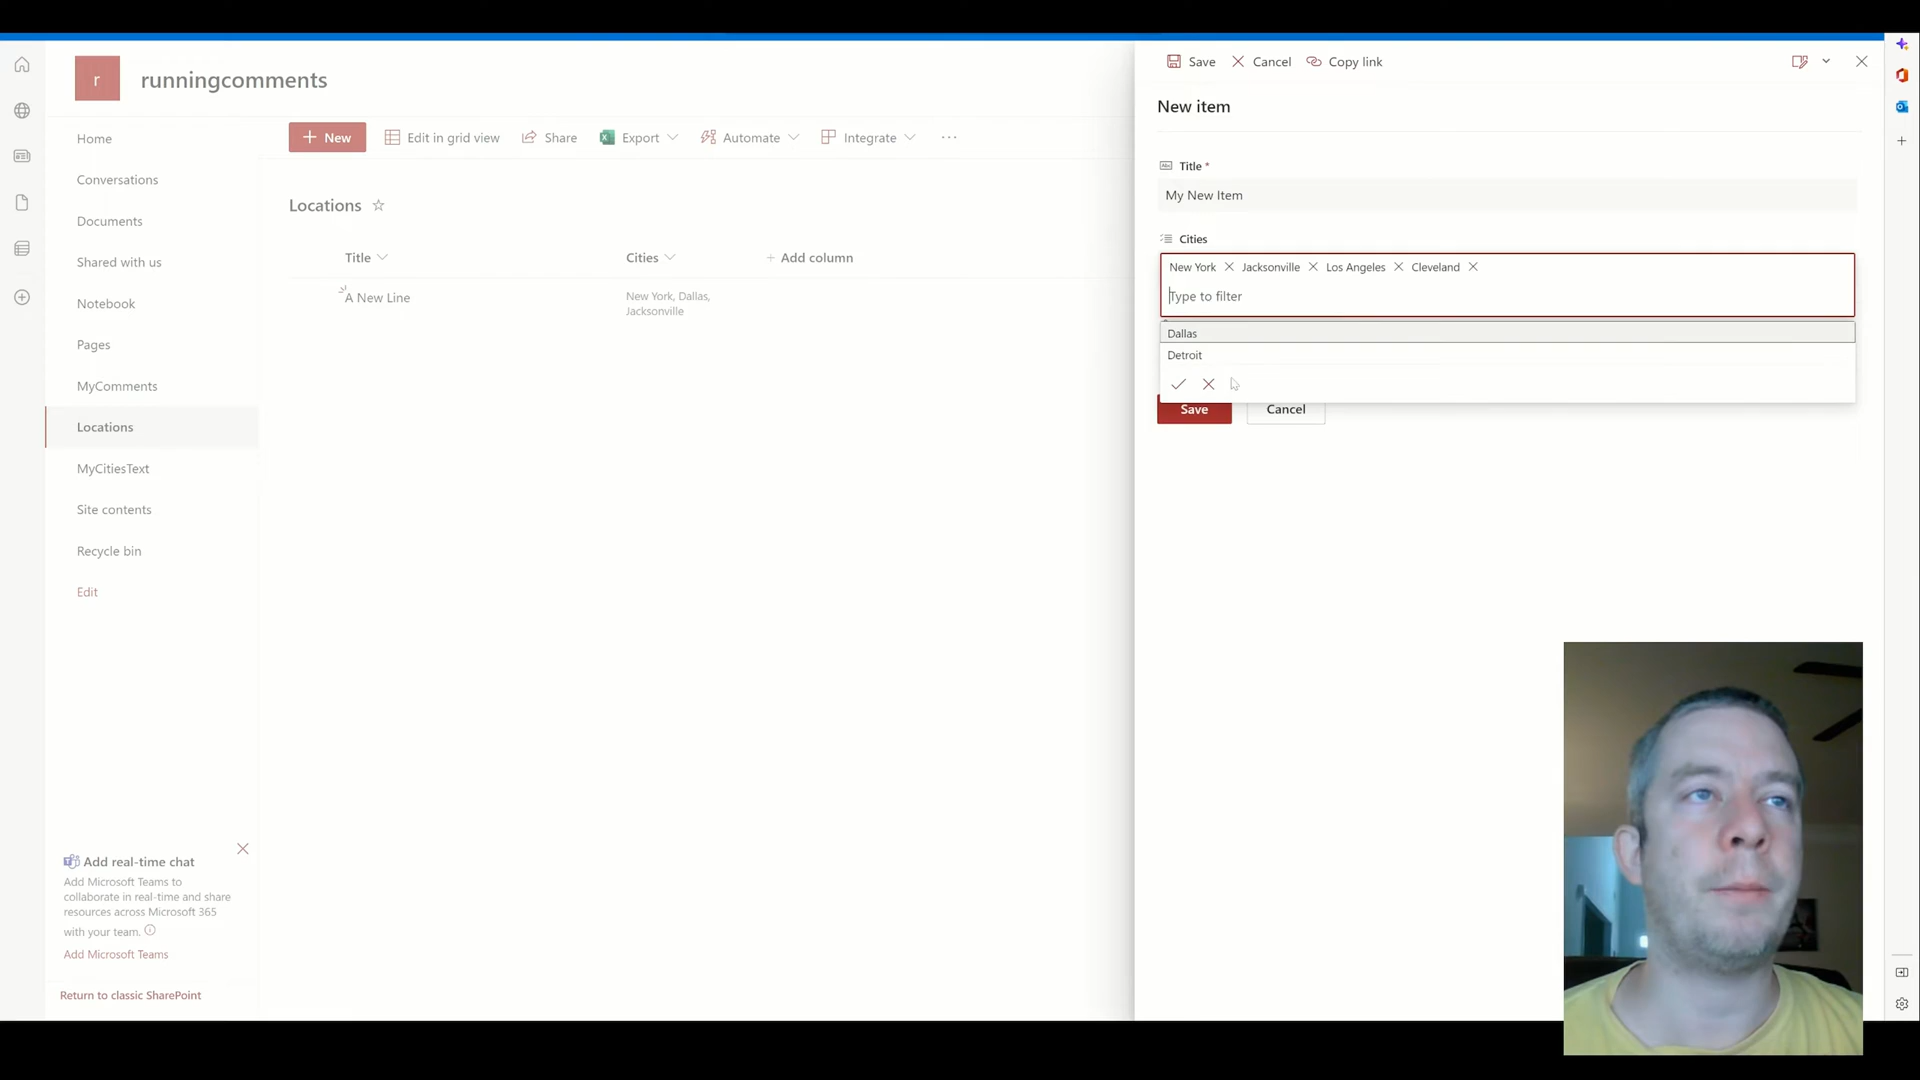 r
runningcomments
Home
Conversations
Documents
Shared with us
Notebook
Pages
MyComments
Locations
MyCitiesText
Site contents
Recycle bin
Edit
Add real-time chat
Add Microsoft Teams to
collaborate in real-time and share
resources across Microsoft 365
with your team.
Add Microsoft Teams
Return to classic SharePoint
+ New Edit in grid view Share Export Automate Integrate ...
Locations
Title Cities + Add column
A New Line New York, Dallas,
Jacksonville
Save Cancel Copy link
New item
Abc Title *
My New Item
Cities
New York Jacksonville Los Angeles Cleveland
Type to filter
Dallas
Detroit
Save Cancel